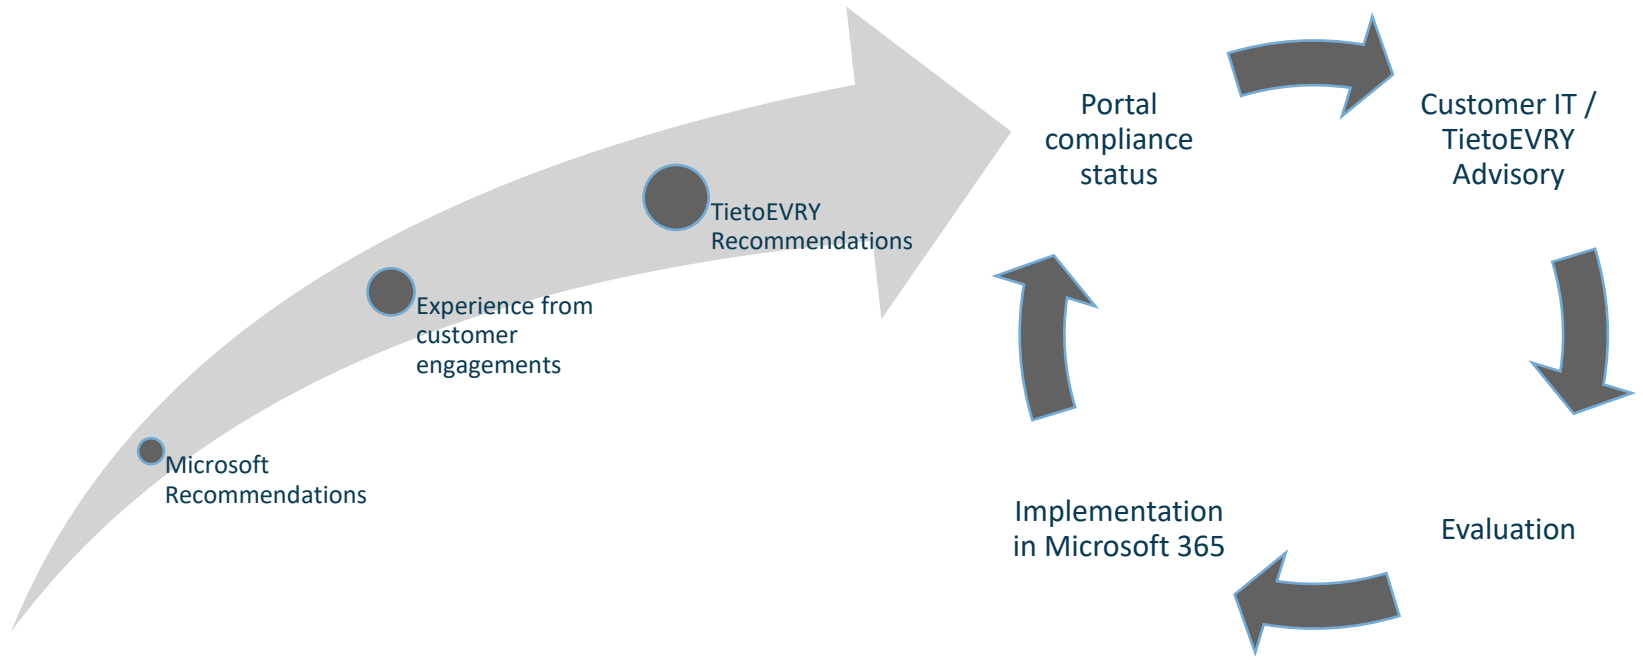 Portal
compliance
status
Customer IT /
TietoEVRY
Advisory
TietoEVRY
Recommendations
Experience from
customer
engagements
Microsoft
Recommendations
Implementation
in Microsoft 365
Evaluation